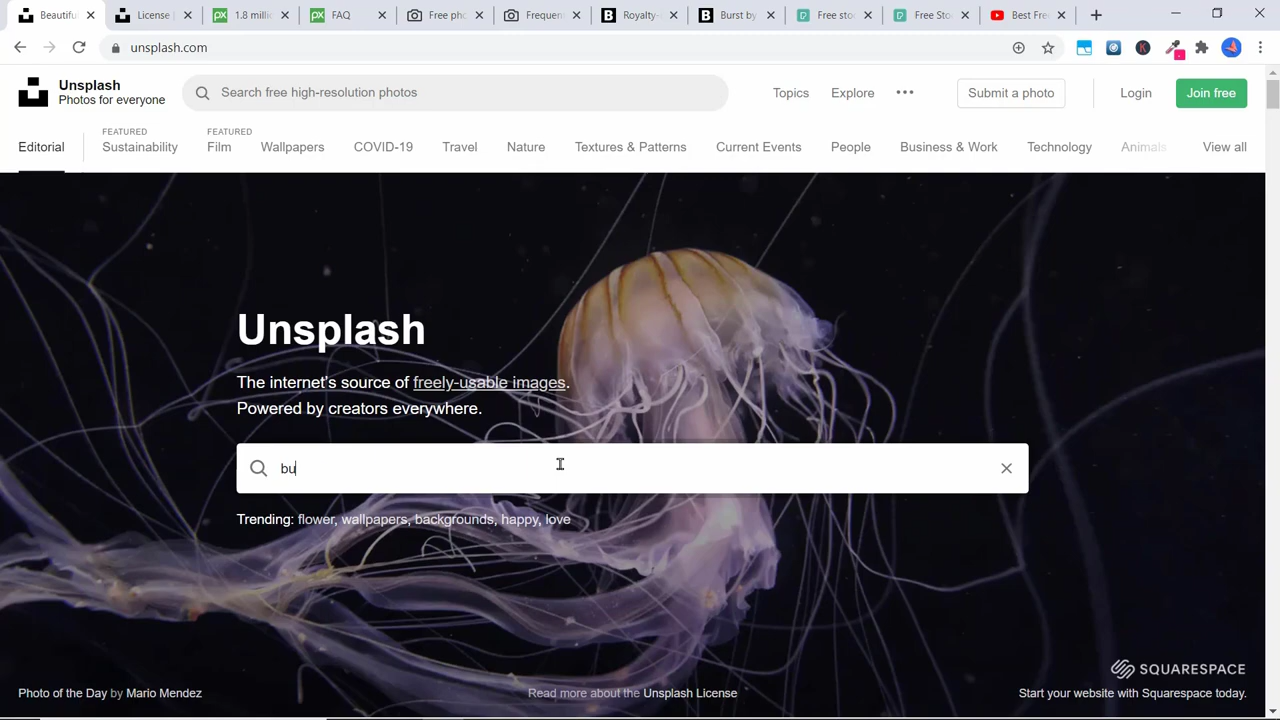 Beautifu
License |
1.8 milli
FAQ
Free pho
Frequen
Royalty-
Burst by
Free sto
Free Sto
Best Fre
unsplash.com
Unsplash
Photos for everyone
Search free high-resolution photos
Topics
Explore
Submit a photo
Login
Join free
Editorial
FEATURED
Sustainability
FEATURED
Film
Wallpapers
COVID-19
Travel
Nature
Textures & Patterns
Current Events
People
Business & Work
Technology
Animals
View all
Unsplash
The internet's source of freely-usable images.
Powered by creators everywhere.
bu
Trending: flower, wallpapers, backgrounds, happy, love
SQUARESPACE
Photo of the Day by Mario Mendez
Read more about the Unsplash License
Start your website with Squarespace today.